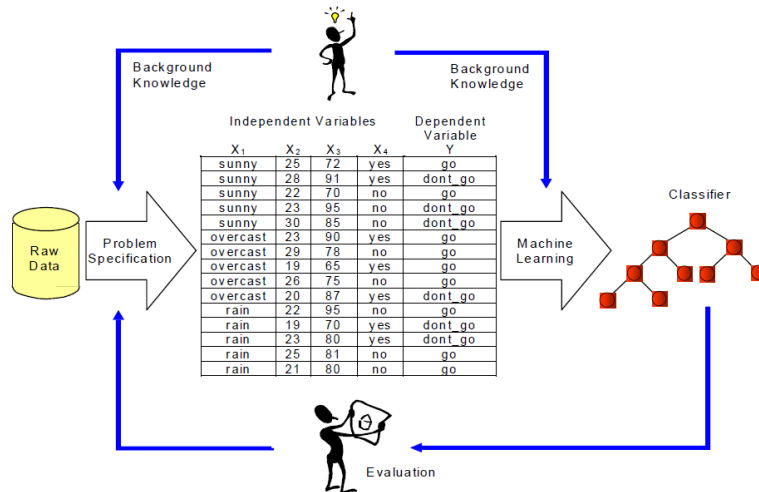 Background
Knowledge
Background
Knowledge
Independent Variables
Dependent
Variable
X1 X2 X3 X4 Y
sunny 25 72 yes go
sunny 28 91 yes dont_go
sunny 22 70 no go
sunny 23 95 no dont_go
sunny 30 85 no dont_go
overcast 23 90 yes go
overcast 29 78 no go
overcast 19 65 yes go
overcast 26 75 no go
overcast 20 87 yes dont_go
rain 22 95 no go
rain 19 70 yes dont_go
rain 23 80 yes dont_go
rain 25 81 no go
rain 21 80 no go
Raw
Data
Problem
Specification
Machine
Learning
Classifier
Evaluation